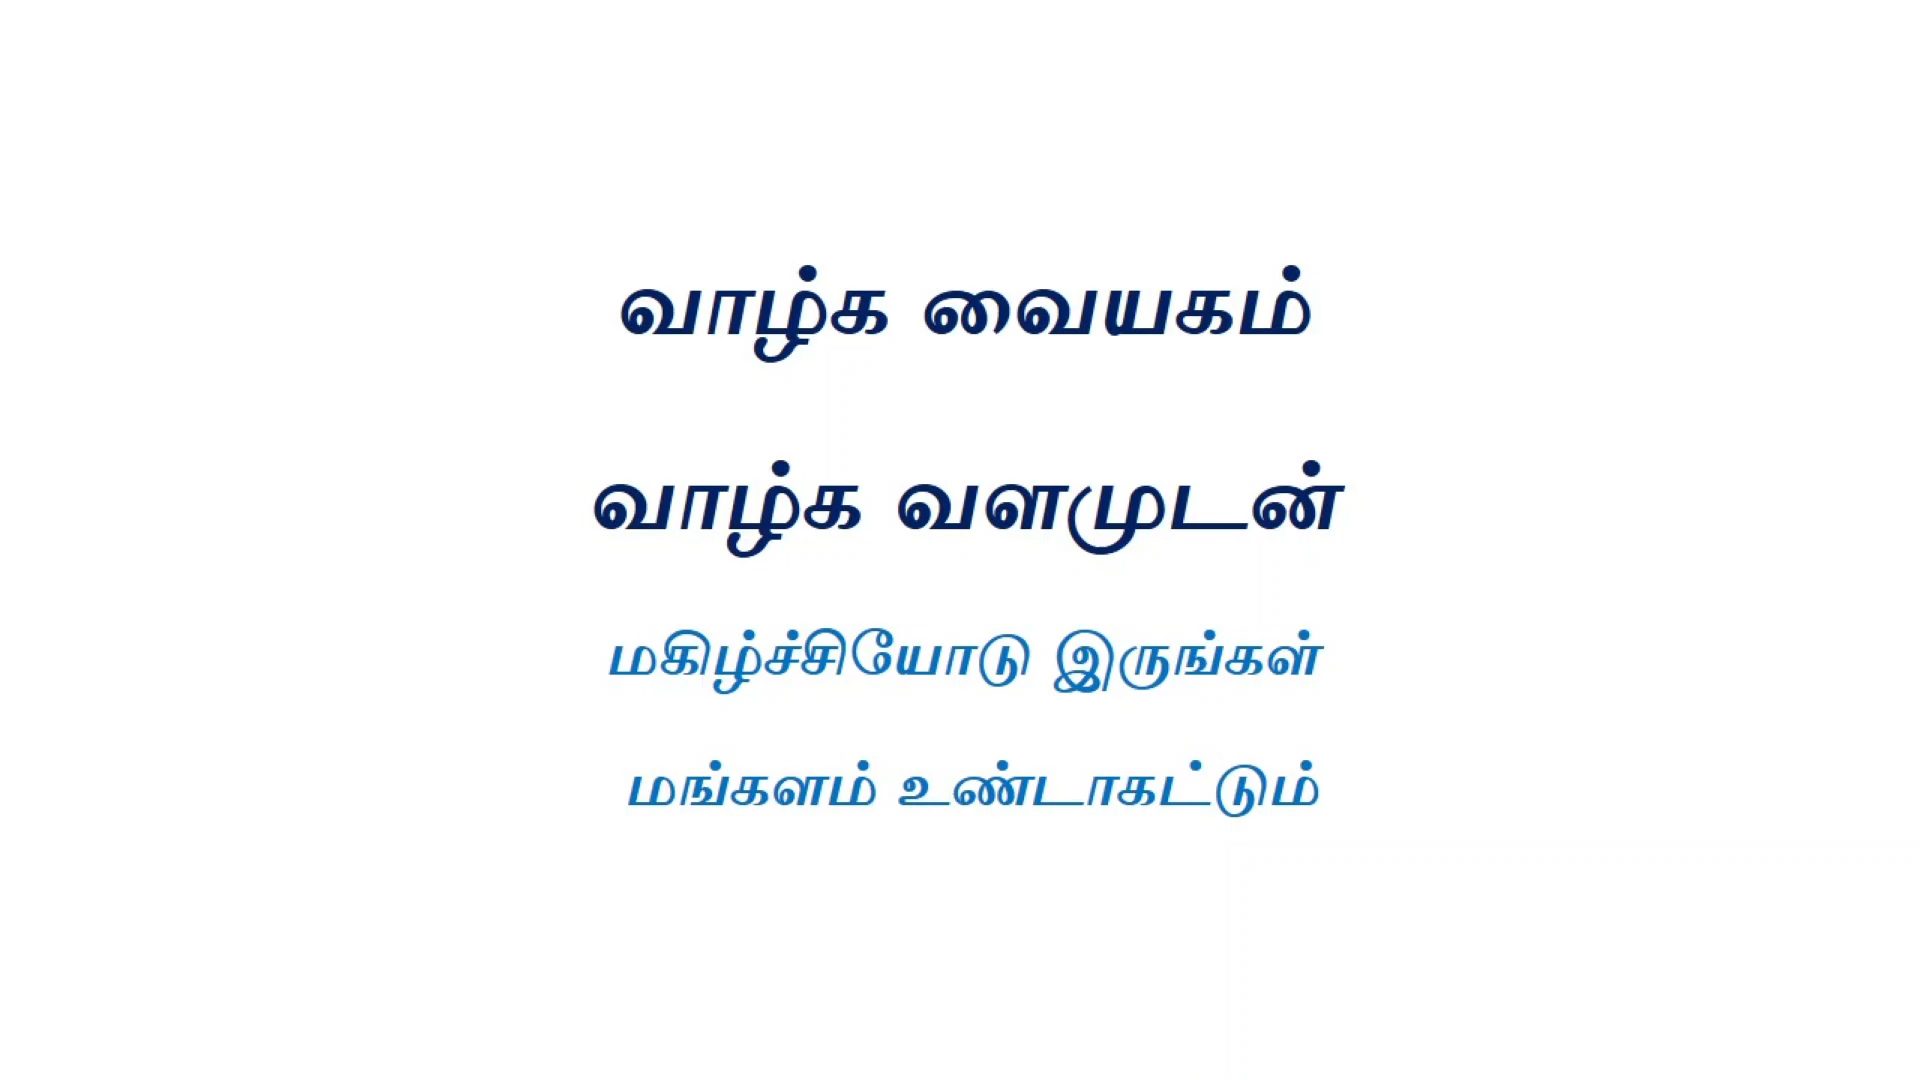 வாழ்க வையகம்
வாழ்க வளமுடன்
மகிழ்ச்சியோடு இருங்கள்
மங்களம் உண்டாகட்டும்